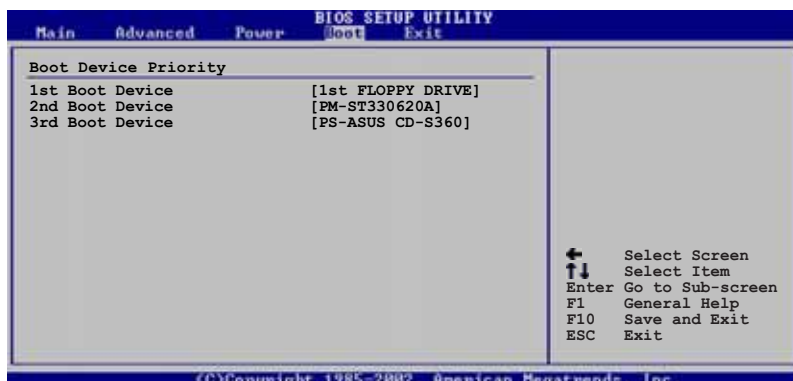 BIOS SETUP UTILITY
Main Advanced Power Boot Exit
Boot Device Priority
1st Boot Device [1st FLOPPY DRIVE]
2nd Boot Device [PM-ST330620A]
3rd Boot Device [PS-ASUS CD-S360]
← Select Screen
↑↓ Select Item
Enter Go to Sub-screen
F1 General Help
F10 Save and Exit
ESC Exit
(C)Copyright 1985-2002 American Megatrends Inc